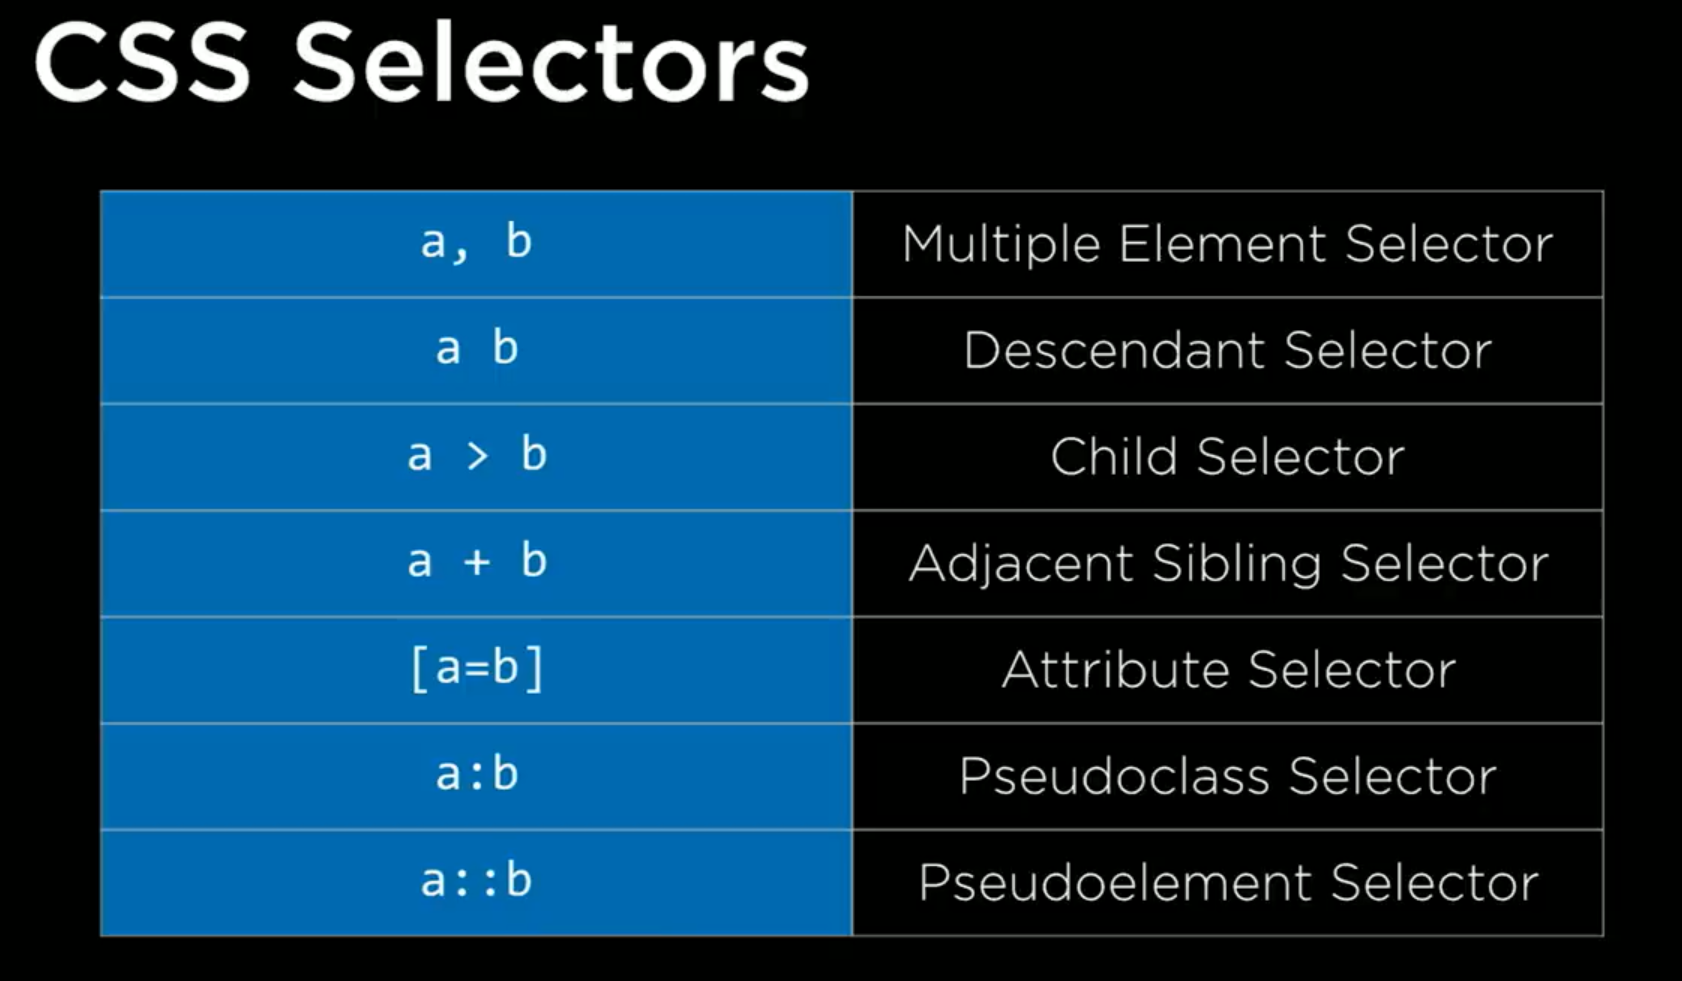 CSS Selectors
a, b Multiple Element Selector
a b Descendant Selector
a > b Child Selector
a + b Adjacent Sibling Selector
[a=b] Attribute Selector
a:b Pseudoclass Selector
a::b Pseudoelement Selector